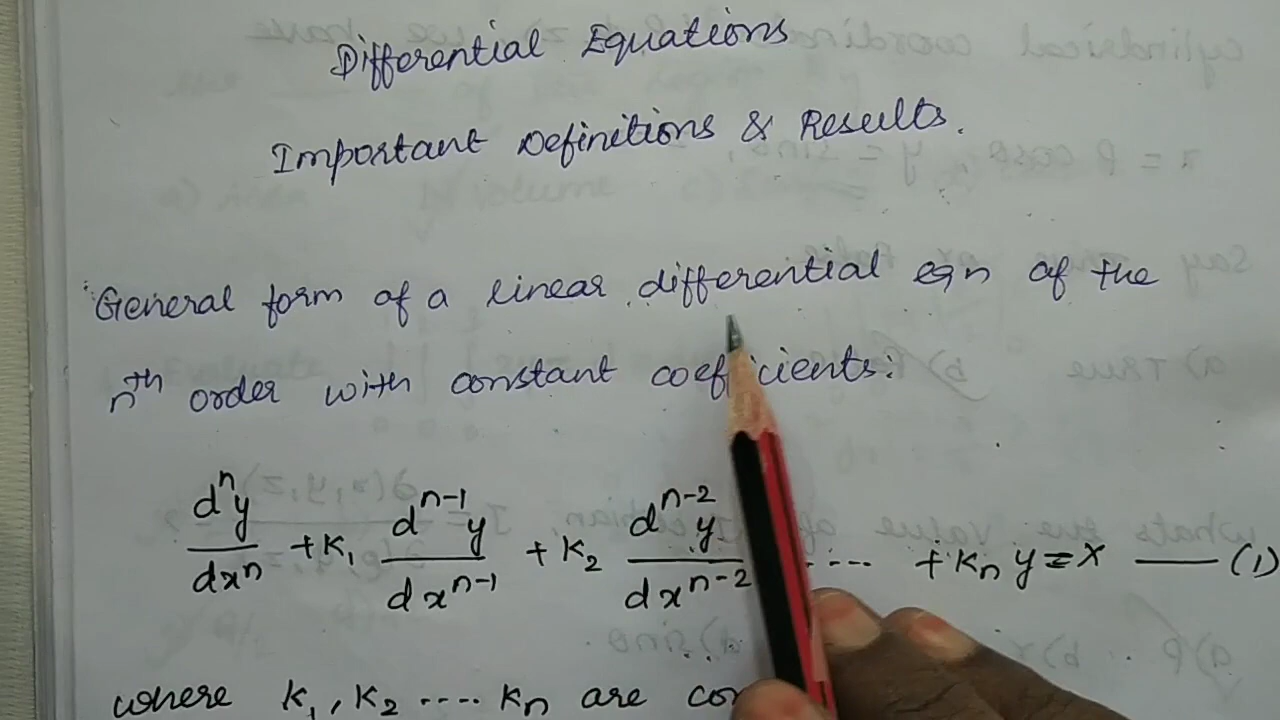 Differential Equations
Important Definitions & Results.
General form of a linear differential eqn of the
nth order with constant coefficients:
dⁿy/dxⁿ + k₁ dⁿ⁻¹y/dxⁿ⁻¹ + k₂ dⁿ⁻²y/dxⁿ⁻² .... + kₙ y = X —— (1)
where k₁, k₂ .... kₙ are